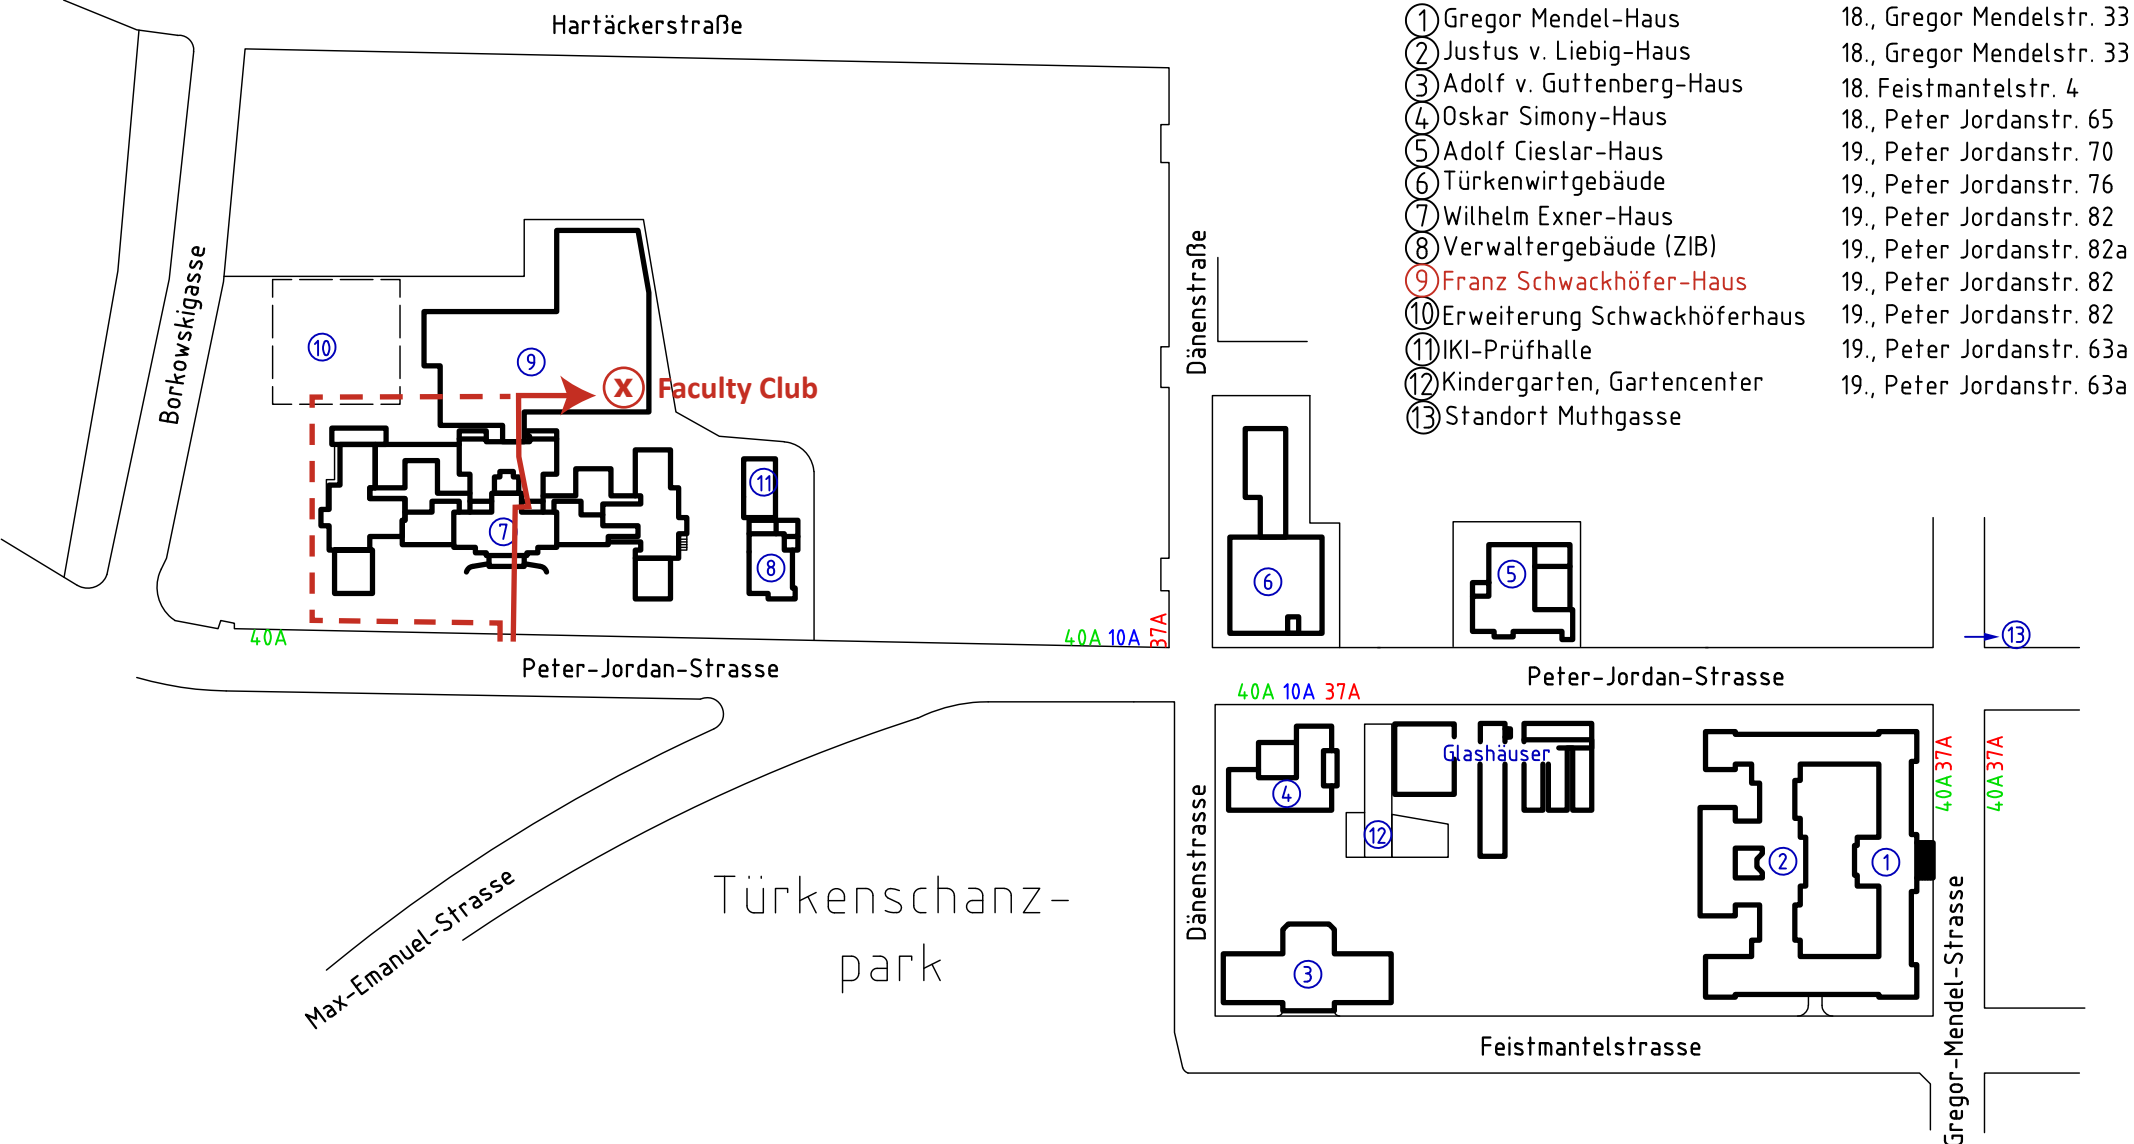 Hartäckerstraße
① Gregor Mendel-Haus 18., Gregor Mendelstr. 33
② Justus v. Liebig-Haus 18., Gregor Mendelstr. 33
③ Adolf v. Guttenberg-Haus 18. Feistmantelstr. 4
④ Oskar Simony-Haus 18., Peter Jordanstr. 65
⑤ Adolf Cieslar-Haus 19., Peter Jordanstr. 70
⑥ Türkenwirtgebäude 19., Peter Jordanstr. 76
⑦ Wilhelm Exner-Haus 19., Peter Jordanstr. 82
⑧ Verwaltergebäude (ZIB) 19., Peter Jordanstr. 82a
⑨ Franz Schwackhöfer-Haus 19., Peter Jordanstr. 82
⑩ Erweiterung Schwackhöferhaus 19., Peter Jordanstr. 82
⑪ IKI-Prüfhalle 19., Peter Jordanstr. 63a
⑫ Kindergarten, Gartencenter 19., Peter Jordanstr. 63a
⑬ Standort Muthgasse
Borkowskigasse
Dänenstraße
10
9
x Faculty Club
11
7
8
6
5
13
40A
40A 10A 37A
Peter-Jordan-Strasse
Peter-Jordan-Strasse
40A 10A 37A
Glashäuser
4
12
2
1
3
40A 37A
40A 37A
Dänenstrasse
Gregor-Mendel-Strasse
Max-Emanuel-Strasse
Türkenschanz-
park
Feistmantelstrasse